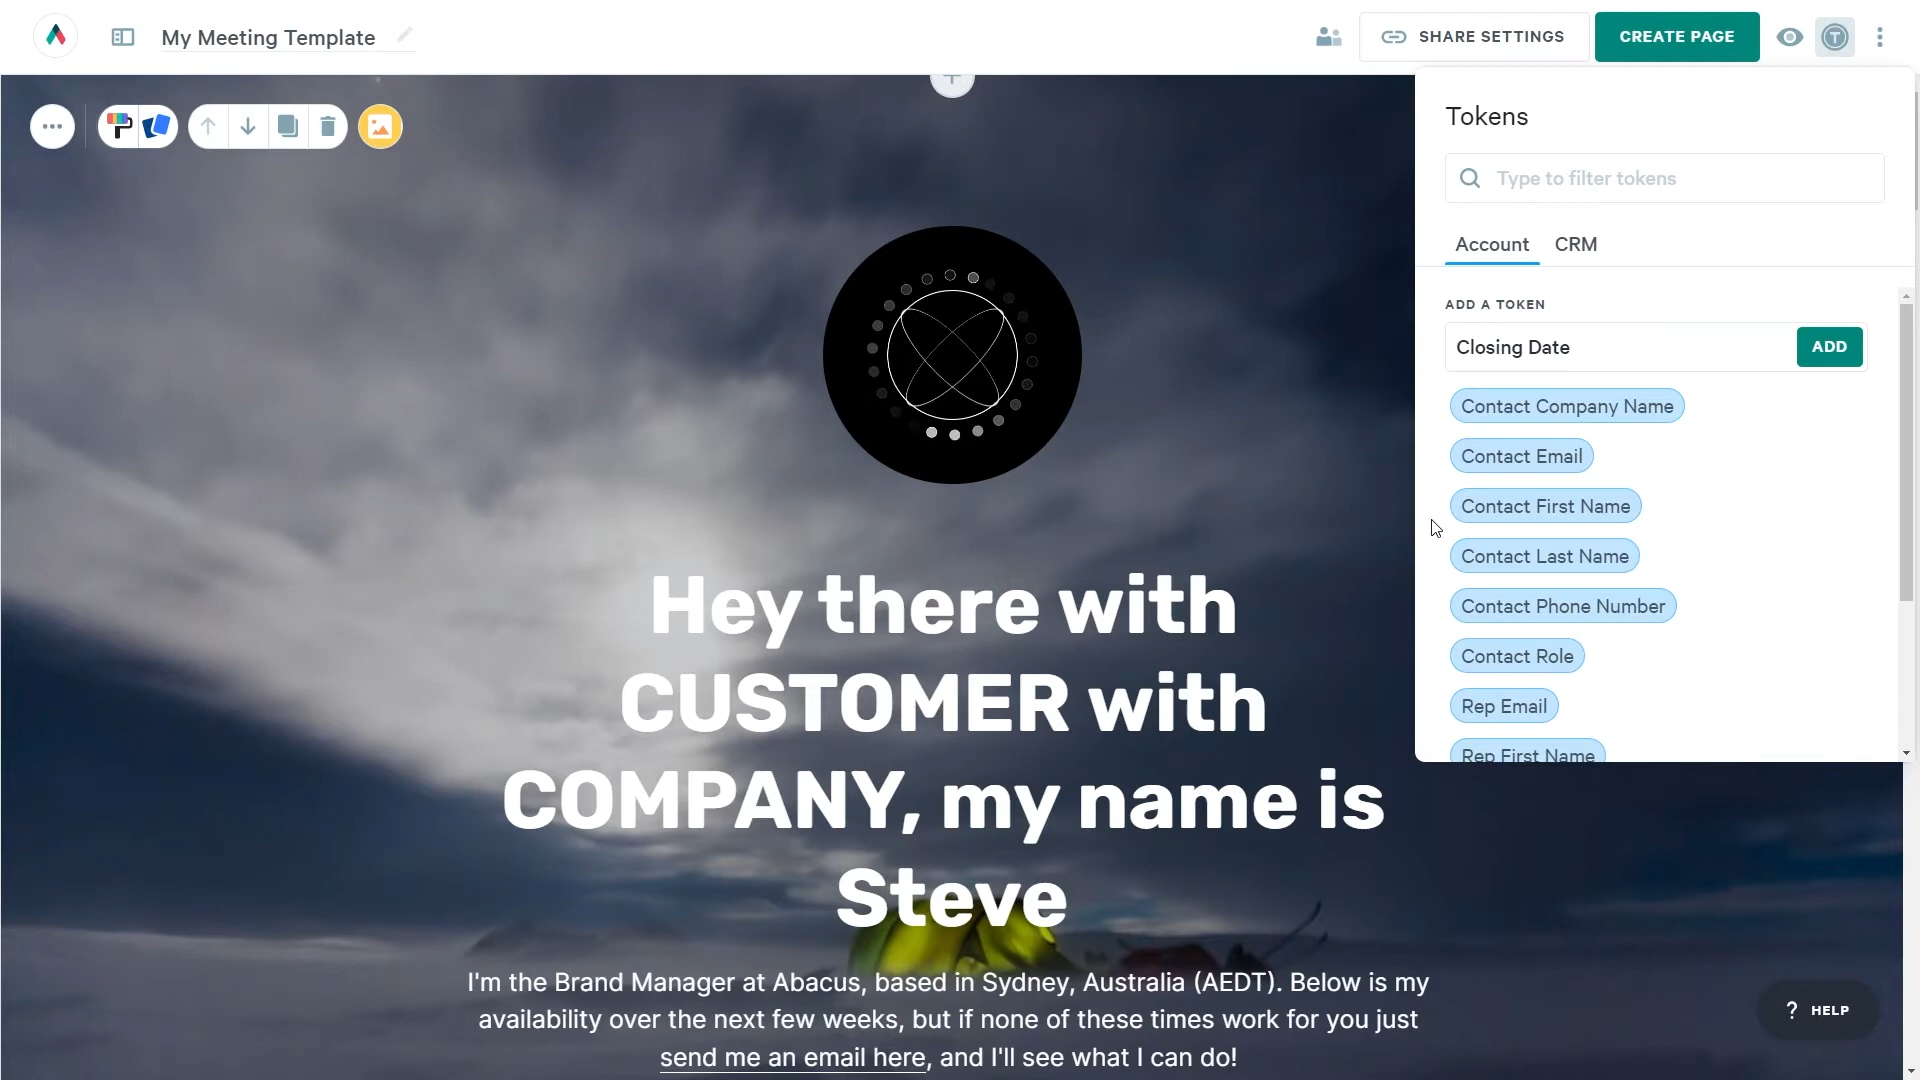 My Meeting Template
SHARE SETTINGS
CREATE PAGE
T
Tokens
Type to filter tokens
Account CRM
ADD A TOKEN
Closing Date
ADD
Contact Company Name
Contact Email
Contact First Name
Contact Last Name
Contact Phone Number
Contact Role
Rep Email
Rep First Name
Hey there with
CUSTOMER with
COMPANY, my name is
Steve
I'm the Brand Manager at Abacus, based in Sydney, Australia (AEDT). Below is my
availability over the next few weeks, but if none of these times work for you just
send me an email here, and I'll see what I can do!
? HELP